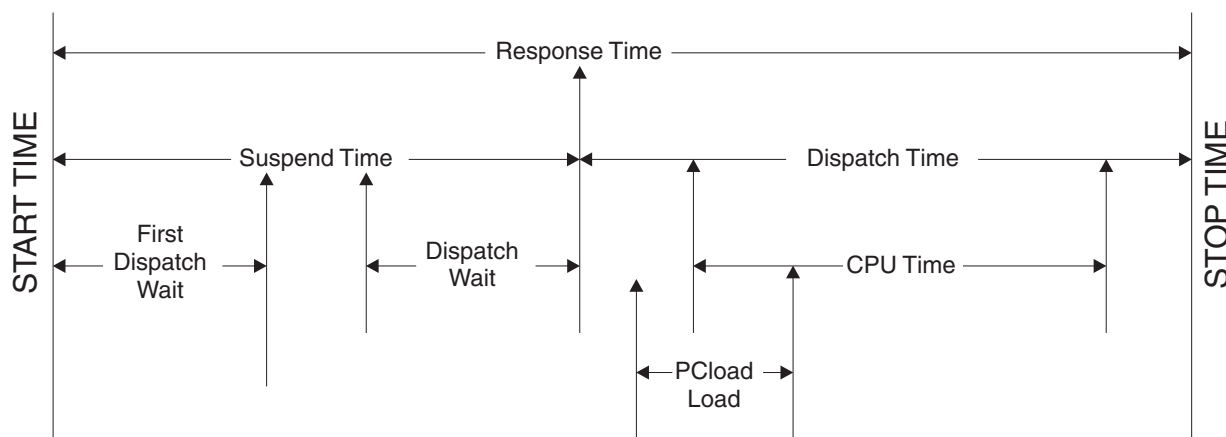 Response Time
START TIME
STOP TIME
Suspend Time
Dispatch Time
First
Dispatch
Wait
Dispatch
Wait
CPU Time
PCload
Load